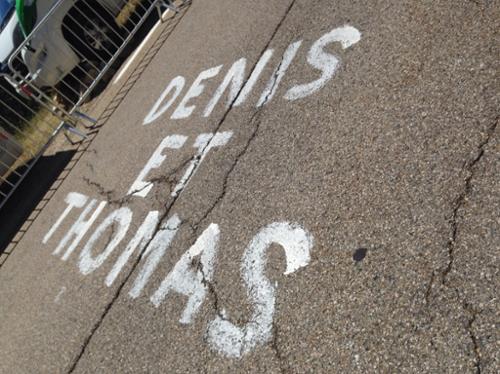 DENIS
ET
THOMAS